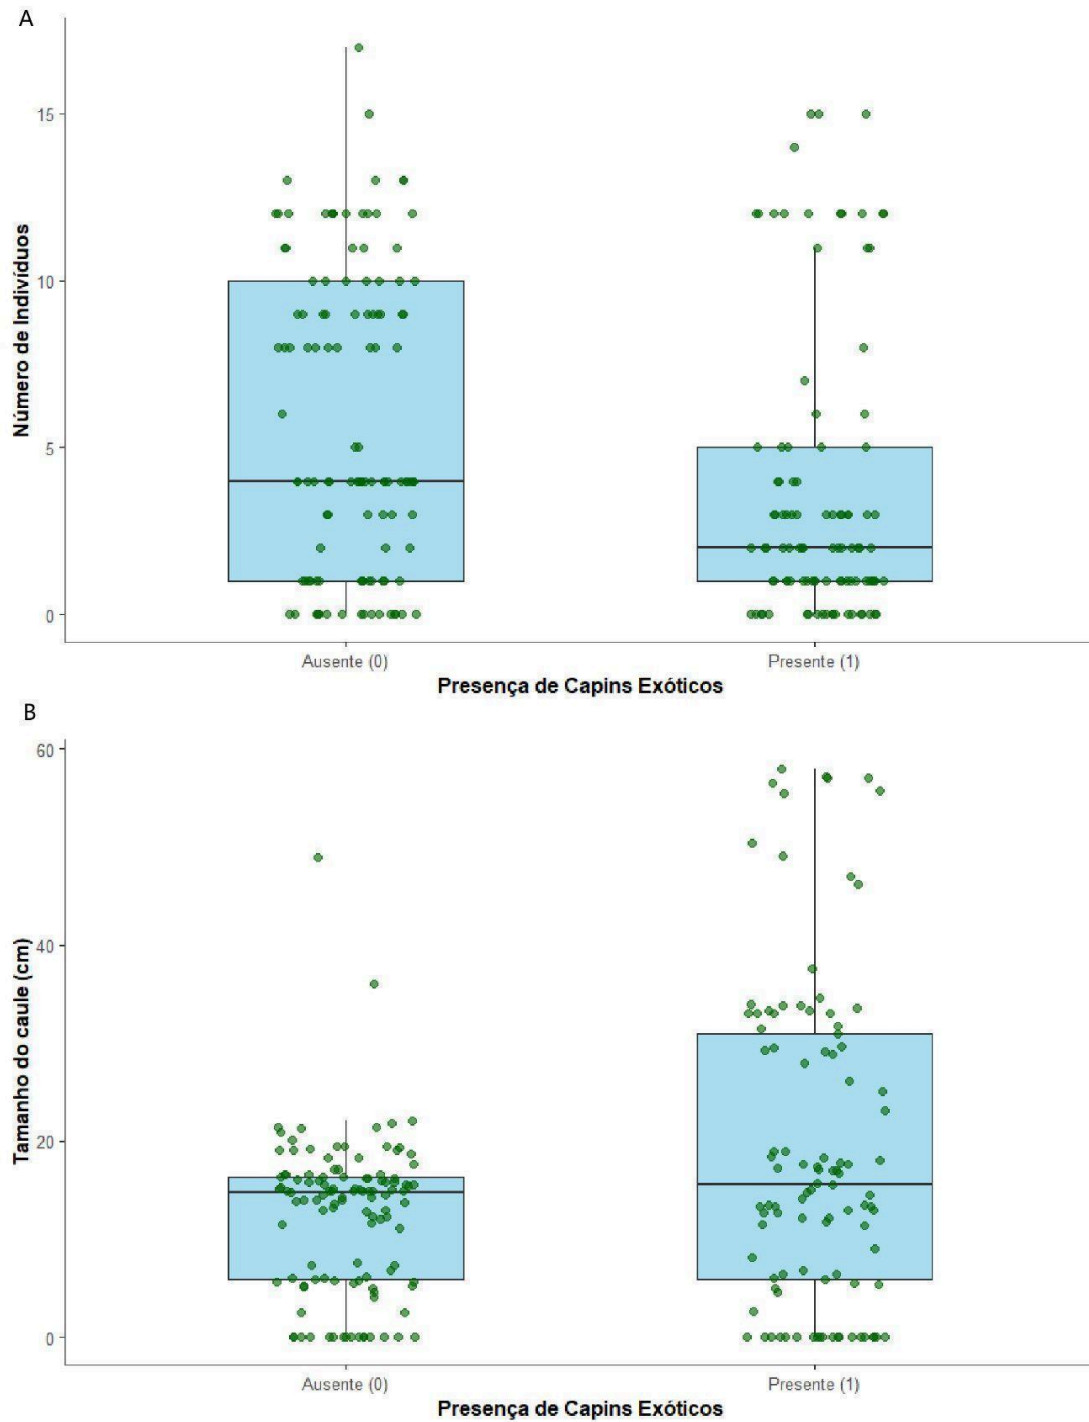 A
15
10
5
0
Número de Indivíduos
Ausente (0)
Presente (1)
Presença de Capins Exóticos
B
60
40
20
0
Tamanho do caule (cm)
Ausente (0)
Presente (1)
Presença de Capins Exóticos